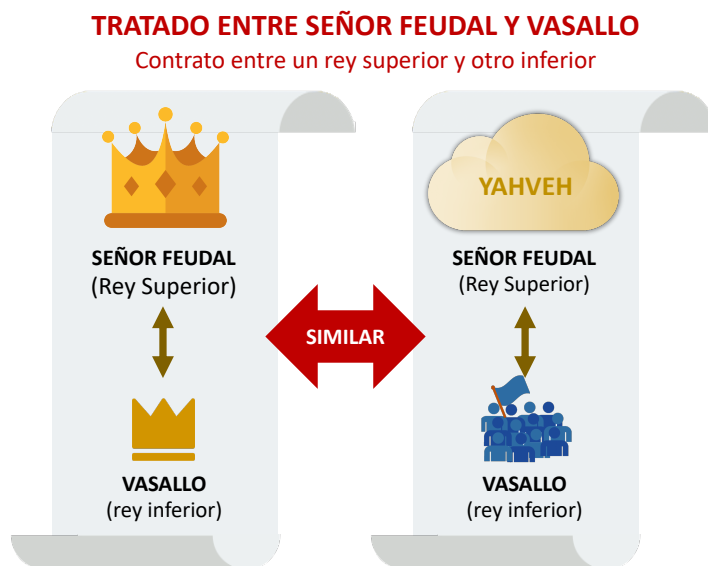 TRATADO ENTRE SEÑOR FEUDAL Y VASALLO
Contrato entre un rey superior y otro inferior
SEÑOR FEUDAL
(Rey Superior)
VASALLO
(rey inferior)
SIMILAR
YAHVEH
SEÑOR FEUDAL
(Rey Superior)
VASALLO
(rey inferior)